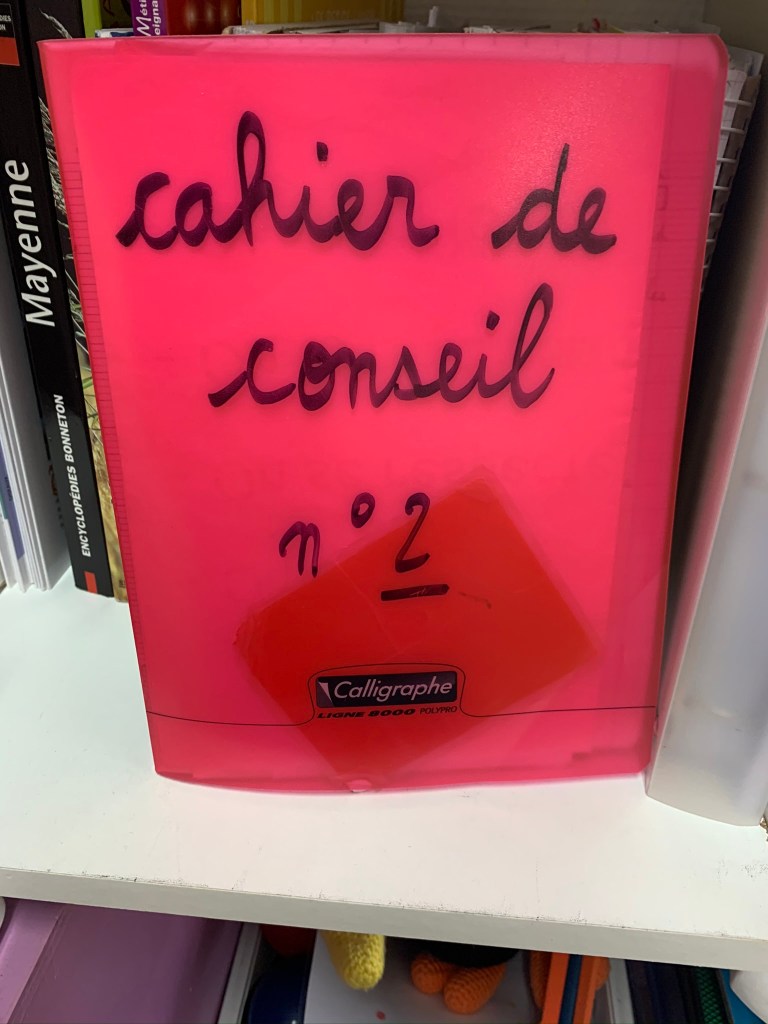 cahier de
conseil
n° 2
Calligraphe
LIGNE 8000 POLYPRO
Mayenne
ENCYCLOPÉDIES BONNETON